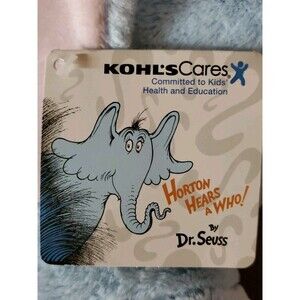 KOHL'S Cares
Committed to Kids'
Health and Education
HORTON
HEARS
A WHO!
By
Dr. Seuss